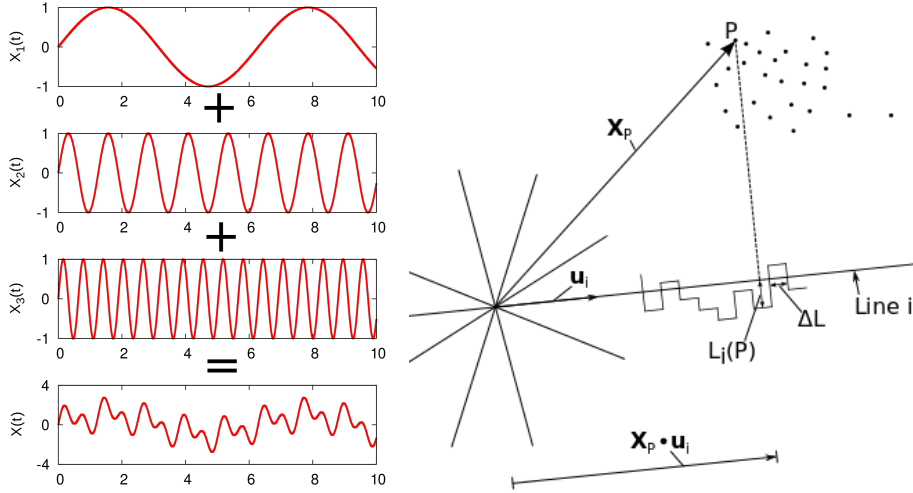 X1(t)
1
0
-1
0 2 4 6 8 10
+
X2(t)
1
0
-1
0 2 4 6 8 10
+
X3(t)
1
0
-1
0 2 4 6 8 10
=
X(t)
4
0
-4
0 2 4 6 8 10
P
XP
ui
Line i
ΔL
Li(P)
XP•ui